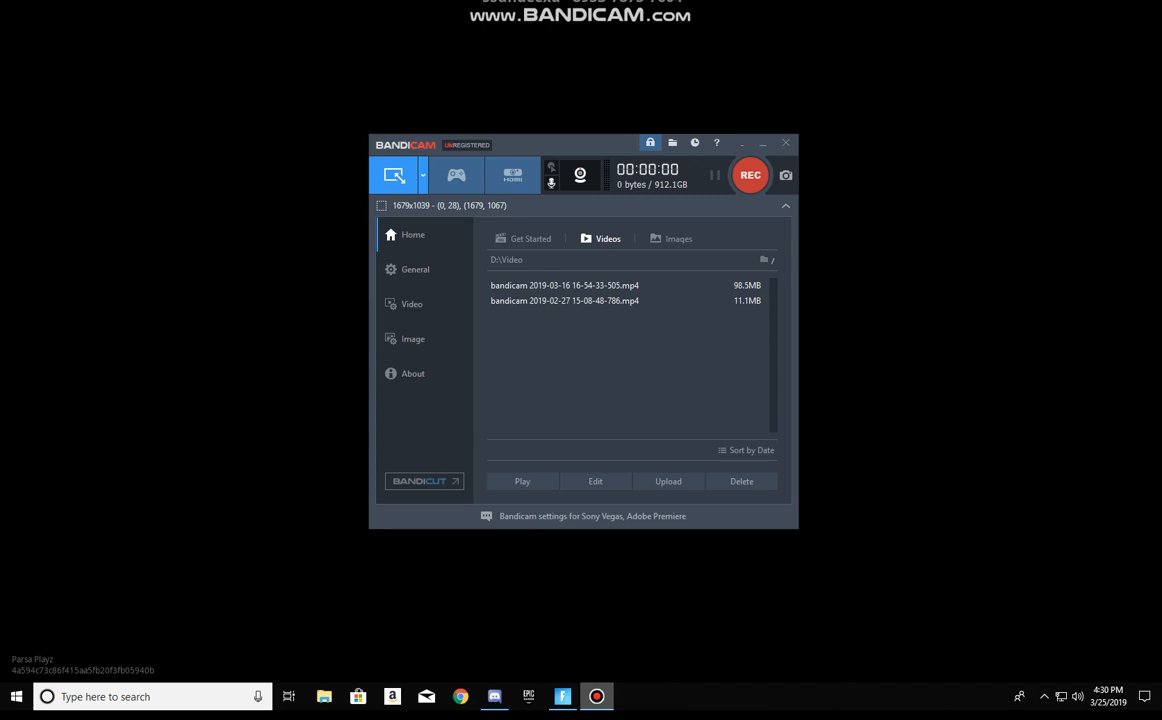 www.BANDICAM.com
BANDICAM UNREGISTERED
?
HDMI
00:00:00
0 bytes / 912.1GB
REC
1679x1039 - (0, 28), (1679, 1067)
Home
General
Video
Image
About
BANDICUT
Get Started
Videos
Images
D:\Video
/
bandicam 2019-03-16 16-54-33-505.mp4 98.5MB
bandicam 2019-02-27 15-08-48-786.mp4 11.1MB
Sort by Date
Play Edit Upload Delete
Bandicam settings for Sony Vegas, Adobe Premiere
Parsa Playz
4a594c73c86f415aa5fb20f3fb05940b
Type here to search
EPIC
4:30 PM
3/25/2019